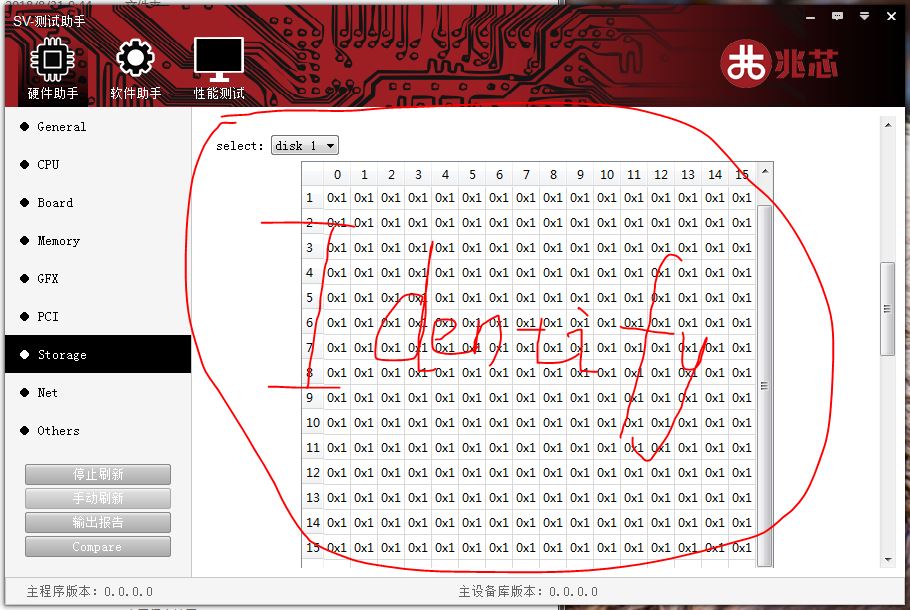 2018/8/31 9:44 文件夹
SV-测试助手
硬件助手 软件助手 性能测试
兆芯
General
CPU
Board
Memory
GFX
PCI
Storage
Net
Others
停止刷新
手动刷新
输出报告
Compare
select: disk 1
0 1 2 3 4 5 6 7 8 9 10 11 12 13 14 15
1 0x1 0x1 0x1 0x1 0x1 0x1 0x1 0x1 0x1 0x1 0x1 0x1 0x1 0x1 0x1 0x1
2 0x1 0x1 0x1 0x1 0x1 0x1 0x1 0x1 0x1 0x1 0x1 0x1 0x1 0x1 0x1 0x1
3 0x1 0x1 0x1 0x1 0x1 0x1 0x1 0x1 0x1 0x1 0x1 0x1 0x1 0x1 0x1 0x1
4 0x1 0x1 0x1 0x1 0x1 0x1 0x1 0x1 0x1 0x1 0x1 0x1 0x1 0x1 0x1 0x1
5 0x1 0x1 0x1 0x1 0x1 0x1 0x1 0x1 0x1 0x1 0x1 0x1 0x1 0x1 0x1 0x1
6 0x1 0x1 0x1 0x1 0x1 0x1 0x1 0x1 0x1 0x1 0x1 0x1 0x1 0x1 0x1 0x1
7 0x1 0x1 0x1 0x1 0x1 0x1 0x1 0x1 0x1 0x1 0x1 0x1 0x1 0x1 0x1 0x1
8 0x1 0x1 0x1 0x1 0x1 0x1 0x1 0x1 0x1 0x1 0x1 0x1 0x1 0x1 0x1 0x1
9 0x1 0x1 0x1 0x1 0x1 0x1 0x1 0x1 0x1 0x1 0x1 0x1 0x1 0x1 0x1 0x1
10 0x1 0x1 0x1 0x1 0x1 0x1 0x1 0x1 0x1 0x1 0x1 0x1 0x1 0x1 0x1 0x1
11 0x1 0x1 0x1 0x1 0x1 0x1 0x1 0x1 0x1 0x1 0x1 0x1 0x1 0x1 0x1 0x1
12 0x1 0x1 0x1 0x1 0x1 0x1 0x1 0x1 0x1 0x1 0x1 0x1 0x1 0x1 0x1 0x1
13 0x1 0x1 0x1 0x1 0x1 0x1 0x1 0x1 0x1 0x1 0x1 0x1 0x1 0x1 0x1 0x1
14 0x1 0x1 0x1 0x1 0x1 0x1 0x1 0x1 0x1 0x1 0x1 0x1 0x1 0x1 0x1 0x1
15 0x1 0x1 0x1 0x1 0x1 0x1 0x1 0x1 0x1 0x1 0x1 0x1 0x1 0x1 0x1 0x1
Identify
主程序版本: 0.0.0.0 主设备库版本: 0.0.0.0